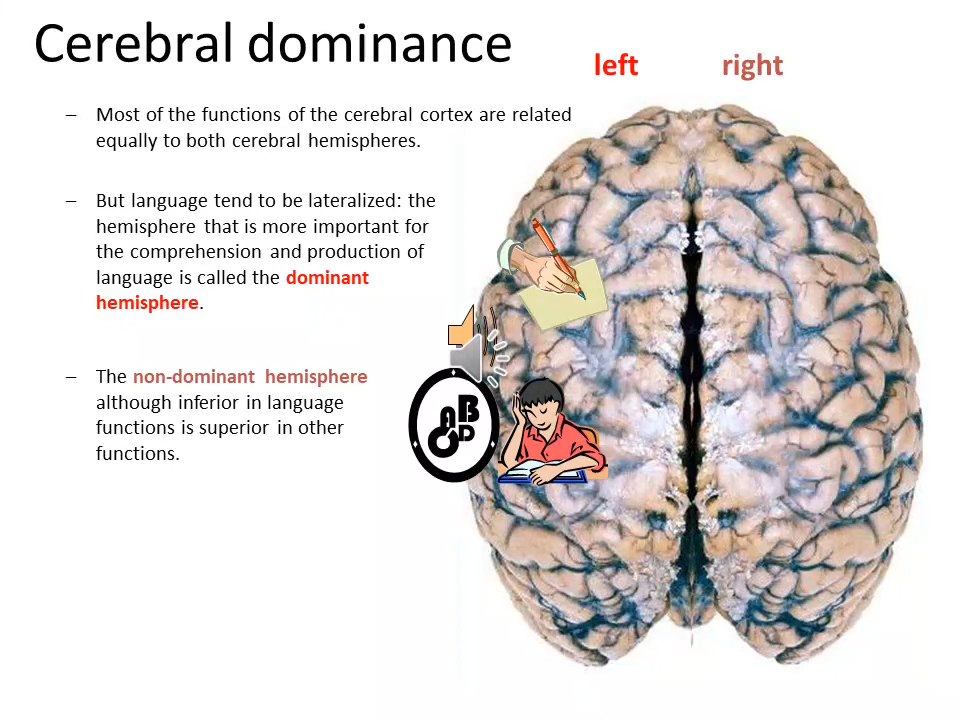 Cerebral dominance
left right
– Most of the functions of the cerebral cortex are related
equally to both cerebral hemispheres.
– But language tend to be lateralized: the
hemisphere that is more important for
the comprehension and production of
language is called the dominant
hemisphere.
– The non-dominant hemisphere
although inferior in language
functions is superior in other
functions.
A B
C D